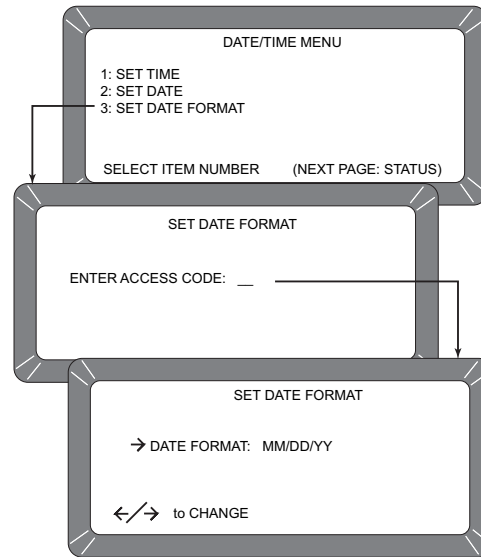 DATE/TIME MENU
1: SET TIME
2: SET DATE
3: SET DATE FORMAT
SELECT ITEM NUMBER (NEXT PAGE: STATUS)
SET DATE FORMAT
ENTER ACCESS CODE: __
SET DATE FORMAT
→ DATE FORMAT: MM/DD/YY
←/→ to CHANGE